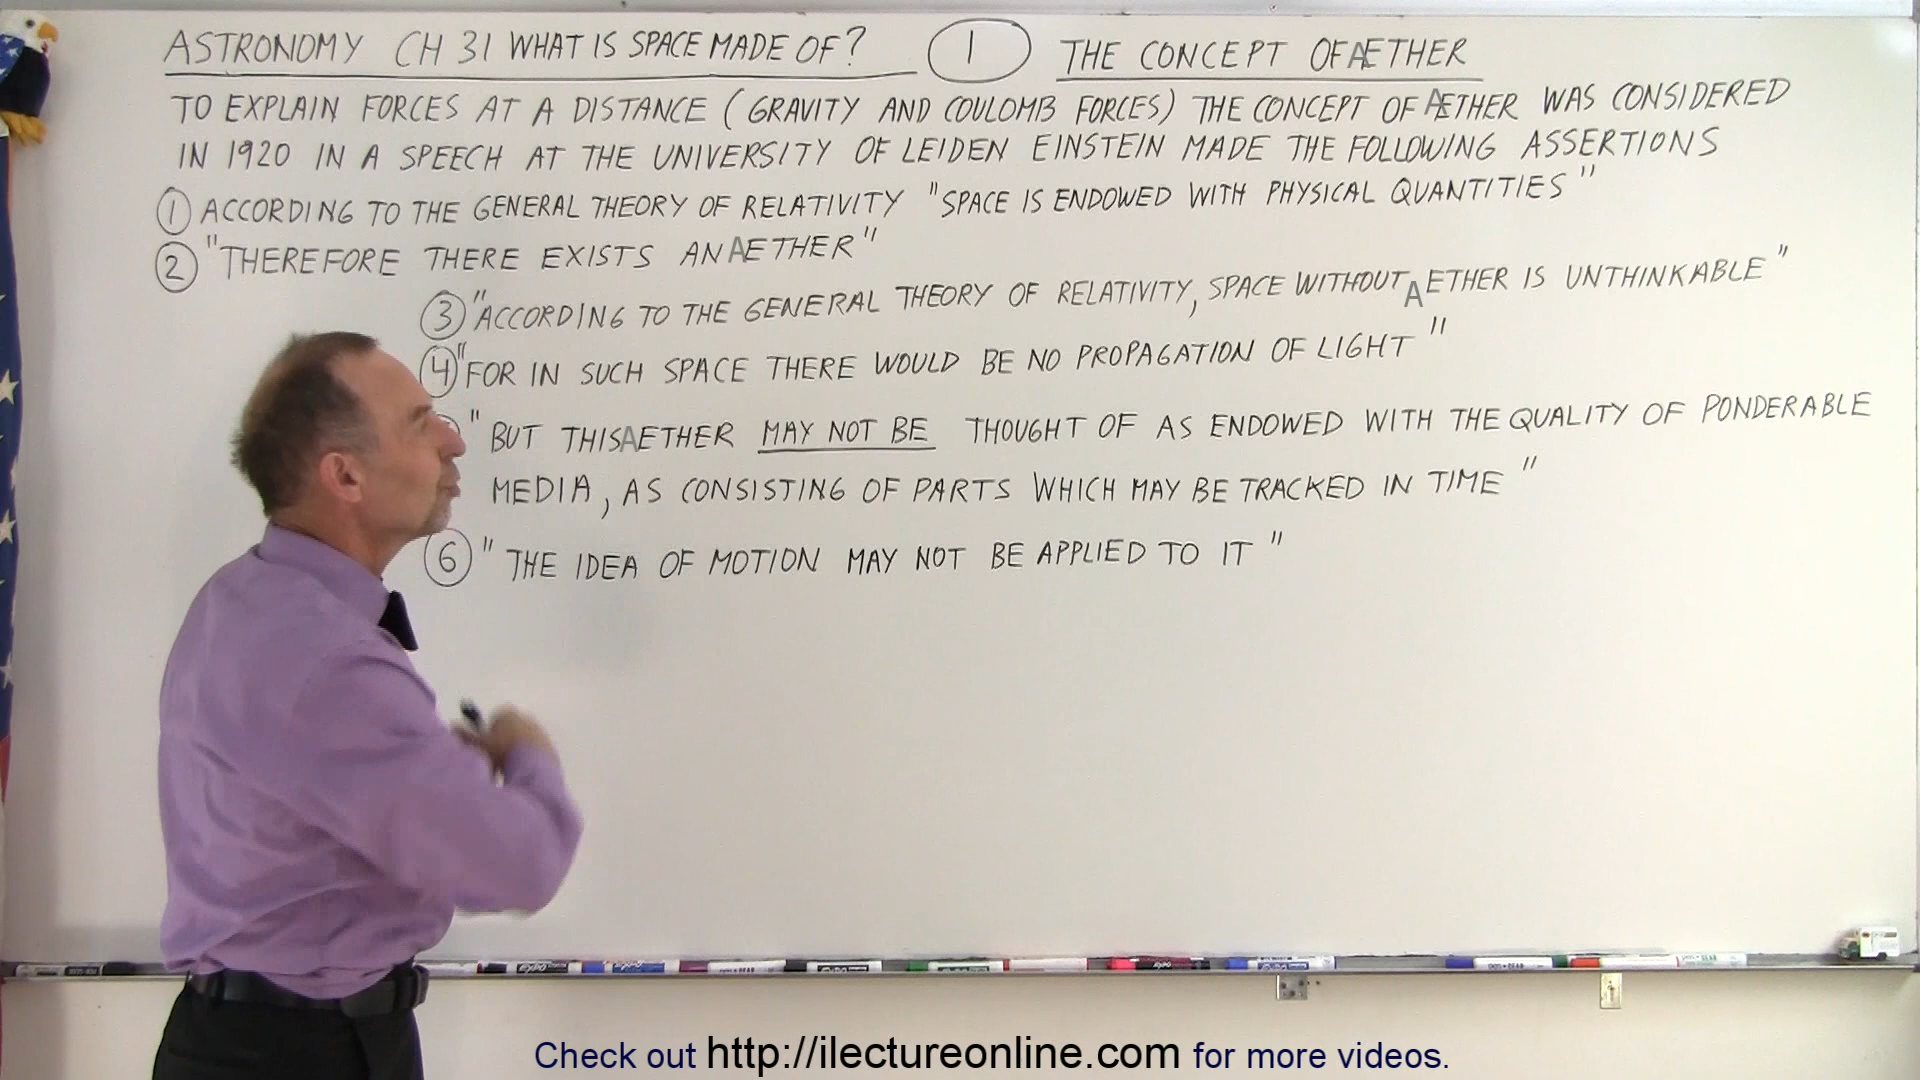 ASTRONOMY CH 31 WHAT IS SPACE MADE OF? 1 THE CONCEPT OF AETHER
TO EXPLAIN FORCES AT A DISTANCE (GRAVITY AND COULOMB FORCES) THE CONCEPT OF AETHER WAS CONSIDERED
IN 1920 IN A SPEECH AT THE UNIVERSITY OF LEIDEN EINSTEIN MADE THE FOLLOWING ASSERTIONS
1 ACCORDING TO THE GENERAL THEORY OF RELATIVITY "SPACE IS ENDOWED WITH PHYSICAL QUANTITIES"
2 "THEREFORE THERE EXISTS AN AETHER"
3 "ACCORDING TO THE GENERAL THEORY OF RELATIVITY, SPACE WITHOUT AETHER IS UNTHINKABLE"
4 "FOR IN SUCH SPACE THERE WOULD BE NO PROPAGATION OF LIGHT"
"BUT THIS AETHER MAY NOT BE THOUGHT OF AS ENDOWED WITH THE QUALITY OF PONDERABLE
MEDIA, AS CONSISTING OF PARTS WHICH MAY BE TRACKED IN TIME"
6 "THE IDEA OF MOTION MAY NOT BE APPLIED TO IT"
Check out http://ilectureonline.com for more videos.